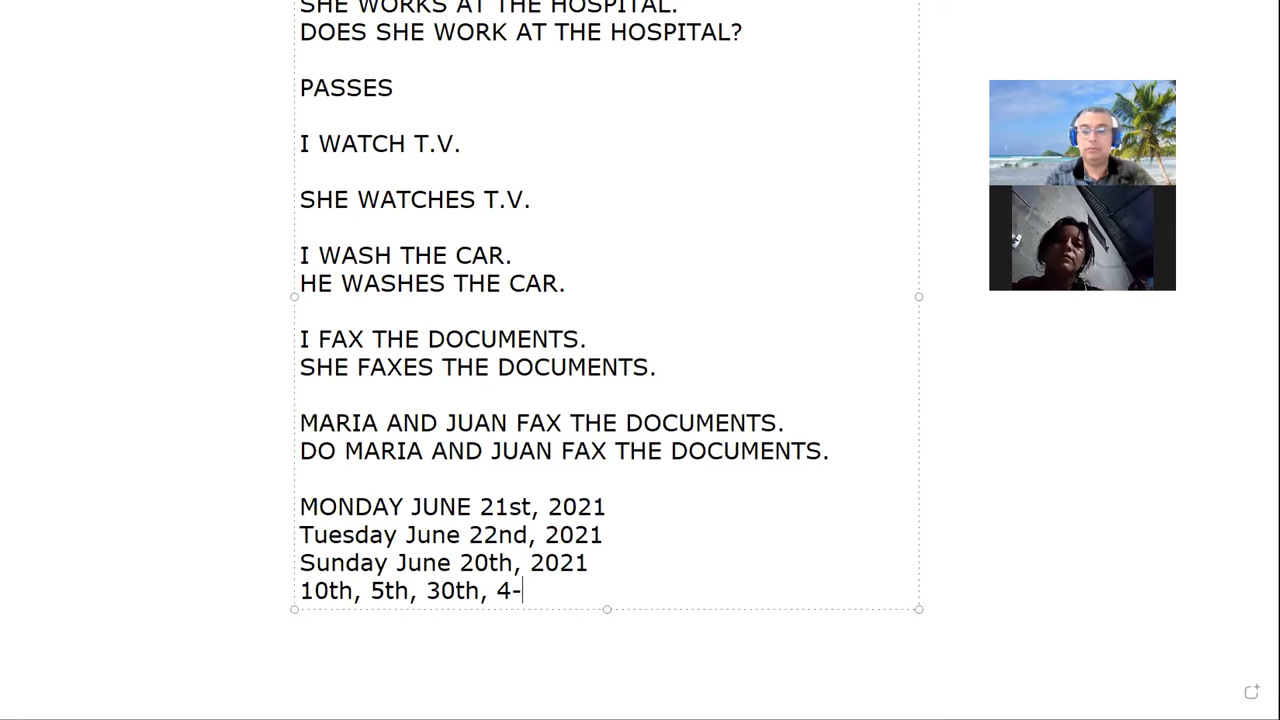 SHE WORKS AT THE HOSPITAL.
DOES SHE WORK AT THE HOSPITAL?
PASSES
I WATCH T.V.
SHE WATCHES T.V.
I WASH THE CAR.
HE WASHES THE CAR.
I FAX THE DOCUMENTS.
SHE FAXES THE DOCUMENTS.
MARIA AND JUAN FAX THE DOCUMENTS.
DO MARIA AND JUAN FAX THE DOCUMENTS.
MONDAY JUNE 21st, 2021
Tuesday June 22nd, 2021
Sunday June 20th, 2021
10th, 5th, 30th, 4-